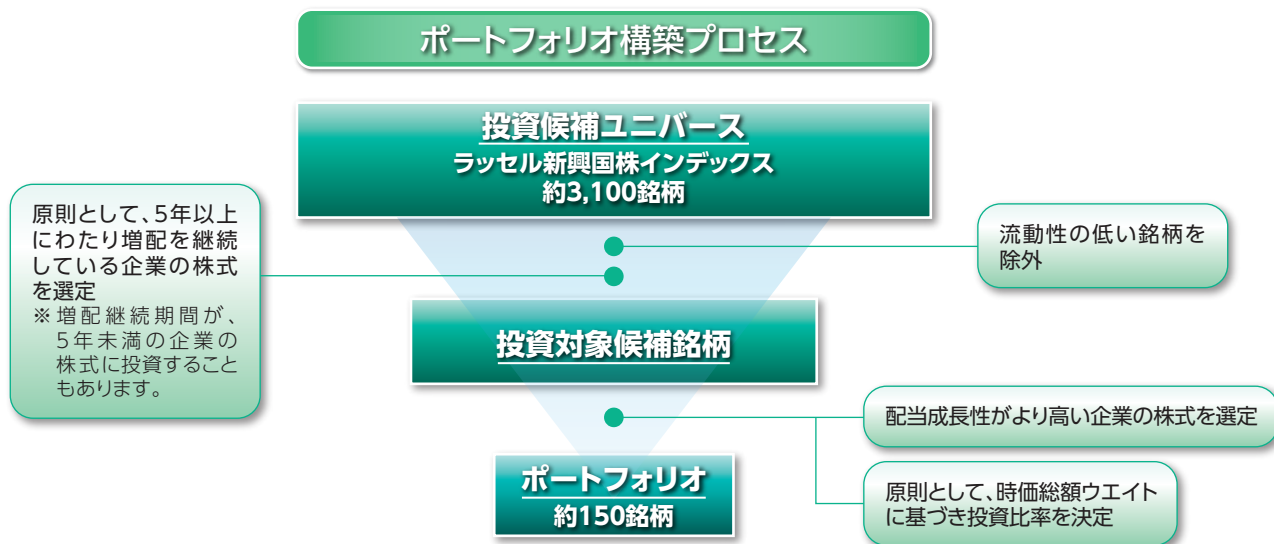 ポートフォリオ構築プロセス
投資候補ユニバース
ラッセル新興国株インデックス
約3,100銘柄
流動性の低い銘柄を
除外
原則として、5年以上
にわたり増配を継続
している企業の株式
を選定
※増配継続期間が、
5年未満の企業の
株式に投資すること
もあります。
投資対象候補銘柄
配当成長性がより高い企業の株式を選定
原則として、時価総額ウエイト
に基づき投資比率を決定
ポートフォリオ
約150銘柄